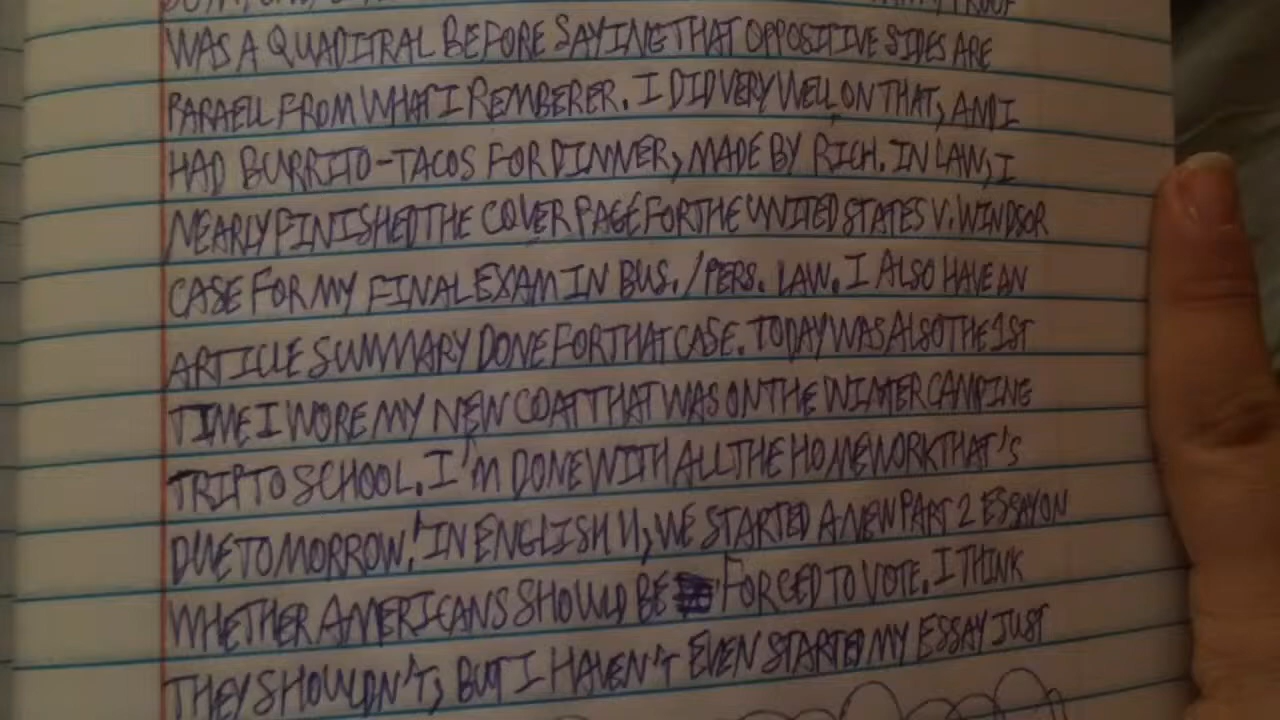 PROOF
WAS A QUADITRAL BEFORE SAYING THAT OPPOSITIVE SIDES ARE
PARAELL FROM WHAT I REMBERER. I DID VERY WELL ON THAT, AND I
HAD BURRITO-TACOS FOR DINNER, MADE BY RICH. IN LAW, I
NEARLY FINISHED THE COVER PAGE FOR THE UNITED STATES V. WINDSOR
CASE FOR MY FINAL EXAM IN BUS./PERS. LAW. I ALSO HAVE AN
ARTICLE SUMMARY DONE FOR THAT CASE. TODAY WAS ALSO THE 1ST
TIME I WORE MY NEW COAT THAT WAS ON THE WINTER CAMPING
TRIP TO SCHOOL. I'M DONE WITH ALL THE HOMEWORK THAT'S
DUE TOMORROW! IN ENGLISH 11, WE STARTED A NEW PART 2 ESSAY ON
WHETHER AMERICANS SHOULD BE FORCED TO VOTE. I THINK
THEY SHOULDN'T, BUT I HAVEN'T EVEN STARTED MY ESSAY JUST